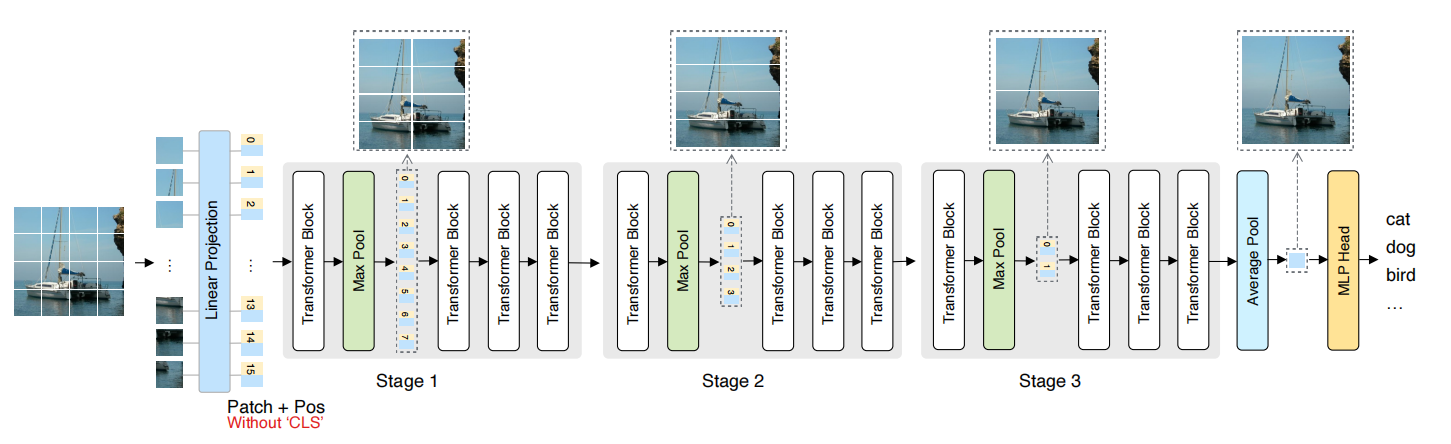 0
1
2
...
13
14
15
Linear Projection
Patch + Pos
Without 'CLS'
Transformer Block
Max Pool
0
1
2
3
4
5
6
7
Transformer Block
Transformer Block
Transformer Block
Stage 1
Transformer Block
Max Pool
0
1
2
3
Transformer Block
Transformer Block
Transformer Block
Stage 2
Transformer Block
Max Pool
0
1
Transformer Block
Transformer Block
Transformer Block
Stage 3
Average Pool
MLP Head
cat
dog
bird
...